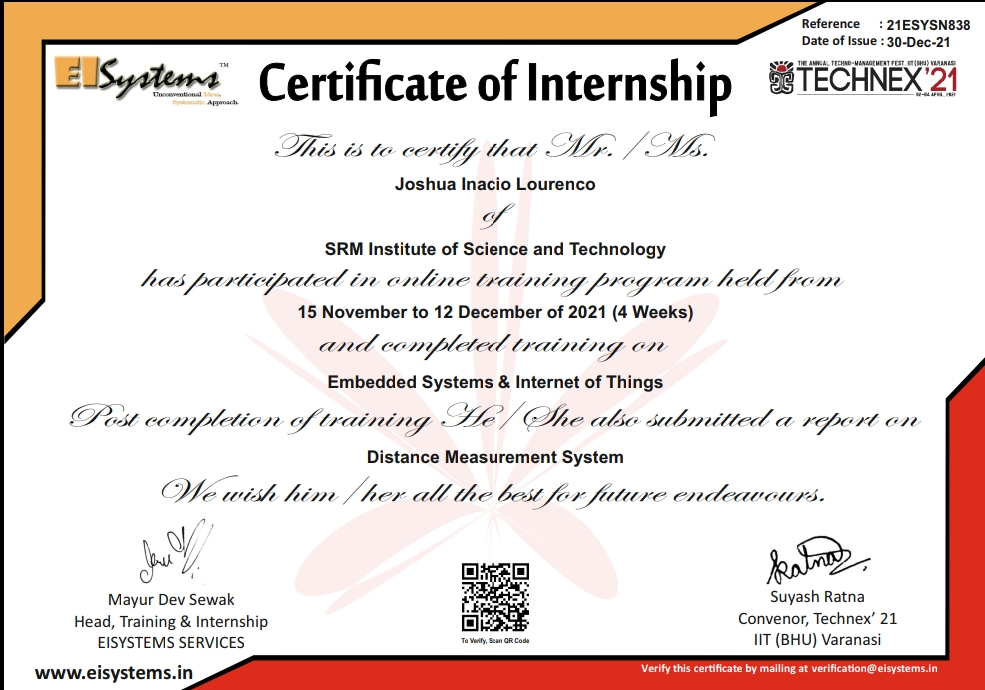 Reference : 21ESYSN838
Date of Issue : 30-Dec-21
EISystems™
Unconventional Ideas.
Systematic Approach.
Certificate of Internship
THE ANNUAL TECHNO-MANAGEMENT FEST, IIT(BHU) VARANASI
TECHNEX'21
02-04 APRIL, 2021
This is to certify that Mr. / Ms.
Joshua Inacio Lourenco
of
SRM Institute of Science and Technology
has participated in online training program held from
15 November to 12 December of 2021 (4 Weeks)
and completed training on
Embedded Systems & Internet of Things
Post completion of training He / She also submitted a report on
Distance Measurement System
We wish him / her all the best for future endeavours.
Mayur Dev Sewak
Head, Training & Internship
EISYSTEMS SERVICES
To Verify, Scan QR Code
Ratna
Suyash Ratna
Convenor, Technex’ 21
IIT (BHU) Varanasi
www.eisystems.in
Verify this certificate by mailing at verification@eisystems.in